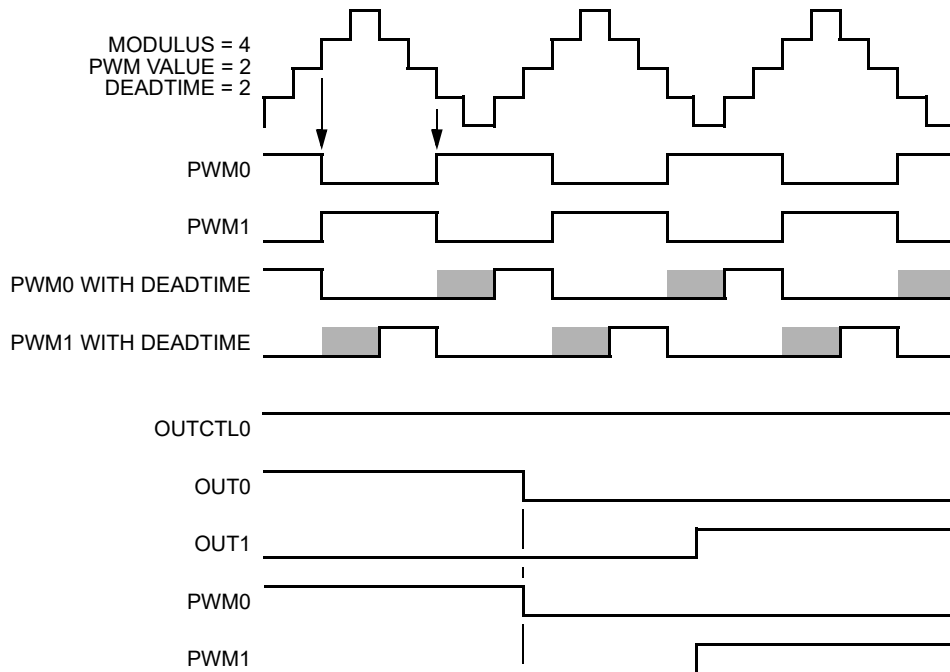 MODULUS = 4
PWM VALUE = 2
DEADTIME = 2
PWM0
PWM1
PWM0 WITH DEADTIME
PWM1 WITH DEADTIME
OUTCTL0
OUT0
OUT1
PWM0
PWM1